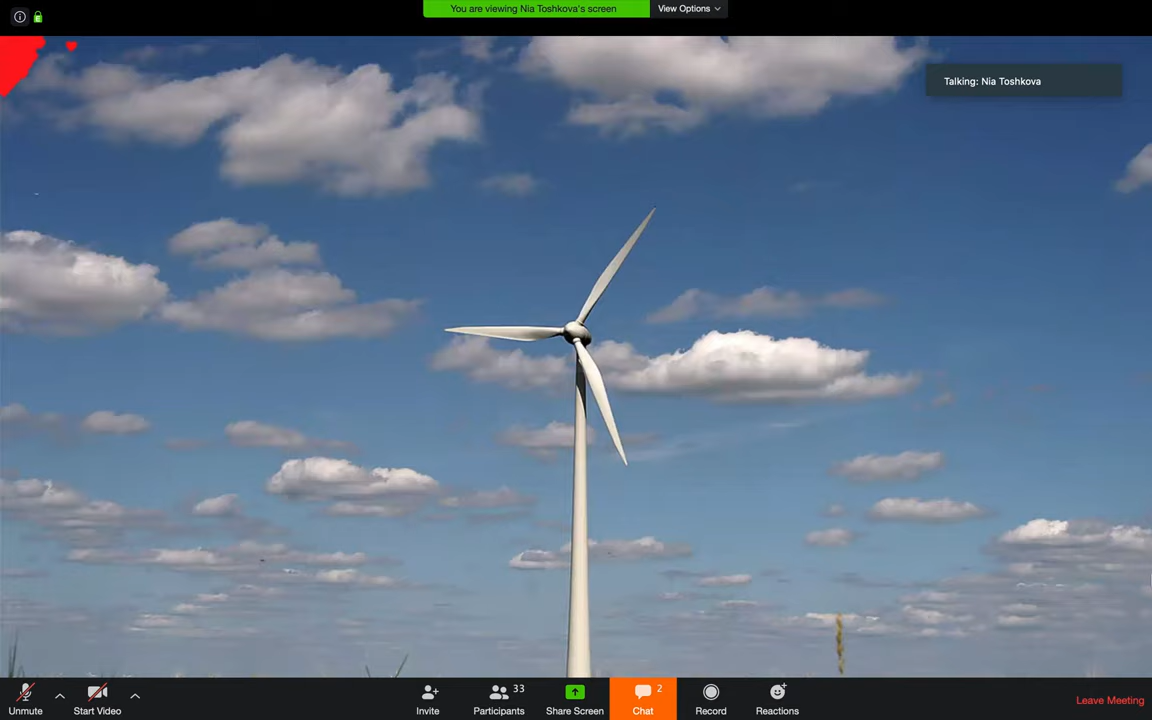 You are viewing Nia Toshkova's screen
View Options
Talking: Nia Toshkova
Unmute
Start Video
Invite
Participants
33
Share Screen
Chat
2
Record
Reactions
Leave Meeting